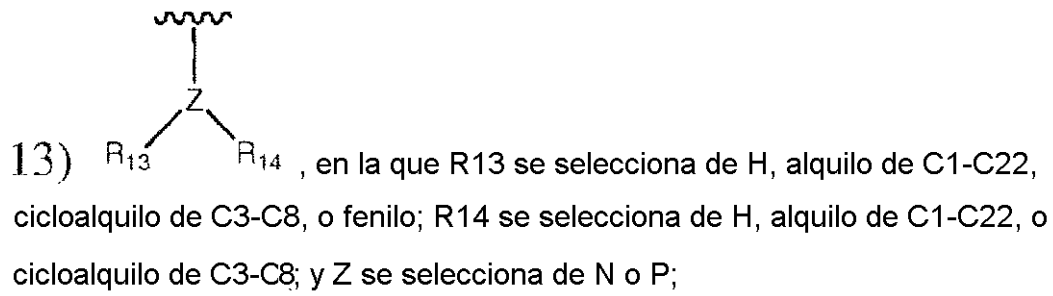 Z
13) R13 R14 , en la que R13 se selecciona de H, alquilo de C1-C22,
cicloalquilo de C3-C8, o fenilo; R14 se selecciona de H, alquilo de C1-C22, o
cicloalquilo de C3-C8; y Z se selecciona de N o P;